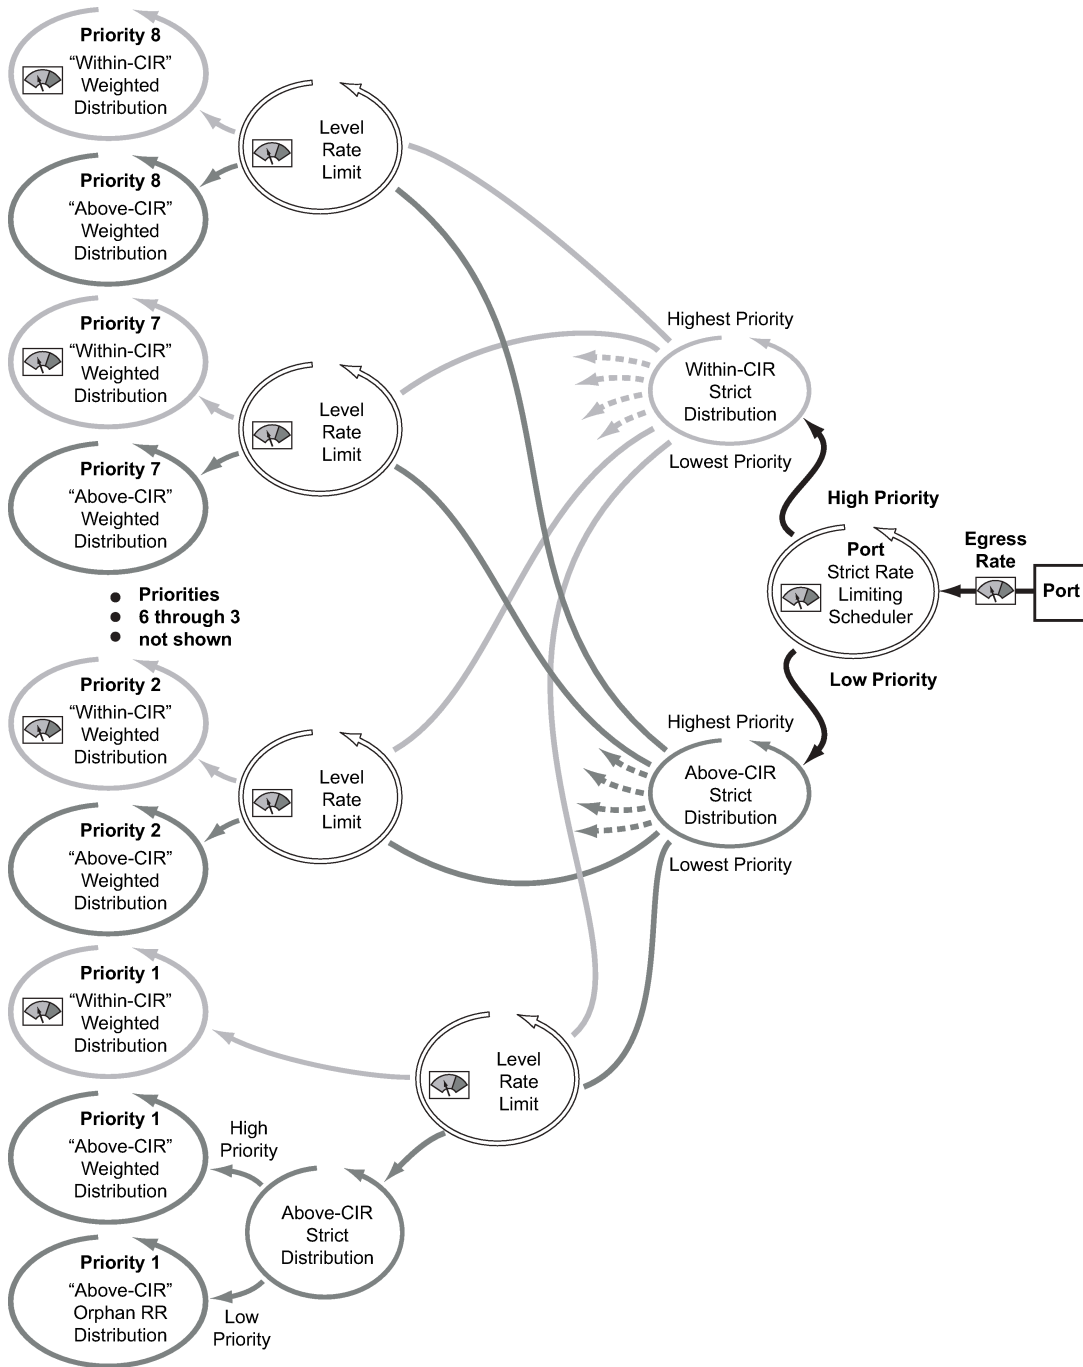 Priority 8
“Within-CIR”
Weighted
Distribution
Priority 8
“Above-CIR”
Weighted
Distribution
Level
Rate
Limit
Priority 7
“Within-CIR”
Weighted
Distribution
Priority 7
“Above-CIR”
Weighted
Distribution
Level
Rate
Limit
Priorities
6 through 3
not shown
Priority 2
“Within-CIR”
Weighted
Distribution
Priority 2
“Above-CIR”
Weighted
Distribution
Level
Rate
Limit
Priority 1
“Within-CIR”
Weighted
Distribution
Level
Rate
Limit
Priority 1
“Above-CIR”
Weighted
Distribution
High
Priority
Above-CIR
Strict
Distribution
Priority 1
“Above-CIR”
Orphan RR
Distribution
Low
Priority
Highest Priority
Within-CIR
Strict
Distribution
Lowest Priority
High Priority
Port
Strict Rate
Limiting
Scheduler
Egress
Rate
Port
Low Priority
Highest Priority
Above-CIR
Strict
Distribution
Lowest Priority